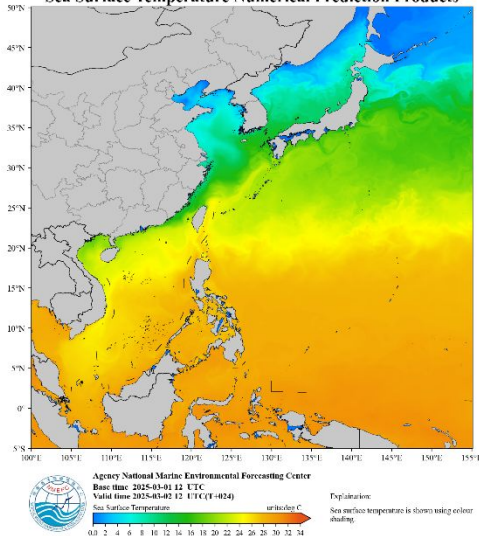 Sea Surface Temperature Numerical Prediction Products
50°N
45°N
40°N
35°N
30°N
25°N
20°N
15°N
10°N
5°N
0°
5°S
100°E 105°E 110°E 115°E 120°E 125°E 130°E 135°E 140°E 145°E 150°E 155°E
Agency National Marine Environmental Forecasting Center
Base time 2025-03-01 12 UTC
Valid time 2025-03-02 12 UTC(T+024)
Sea Surface Temperature units:deg C
0.0 2 4 6 8 10 12 14 16 18 20 22 24 26 28 30 32 34
Explaination:
Sea surface temperature is shown using colour
shading.